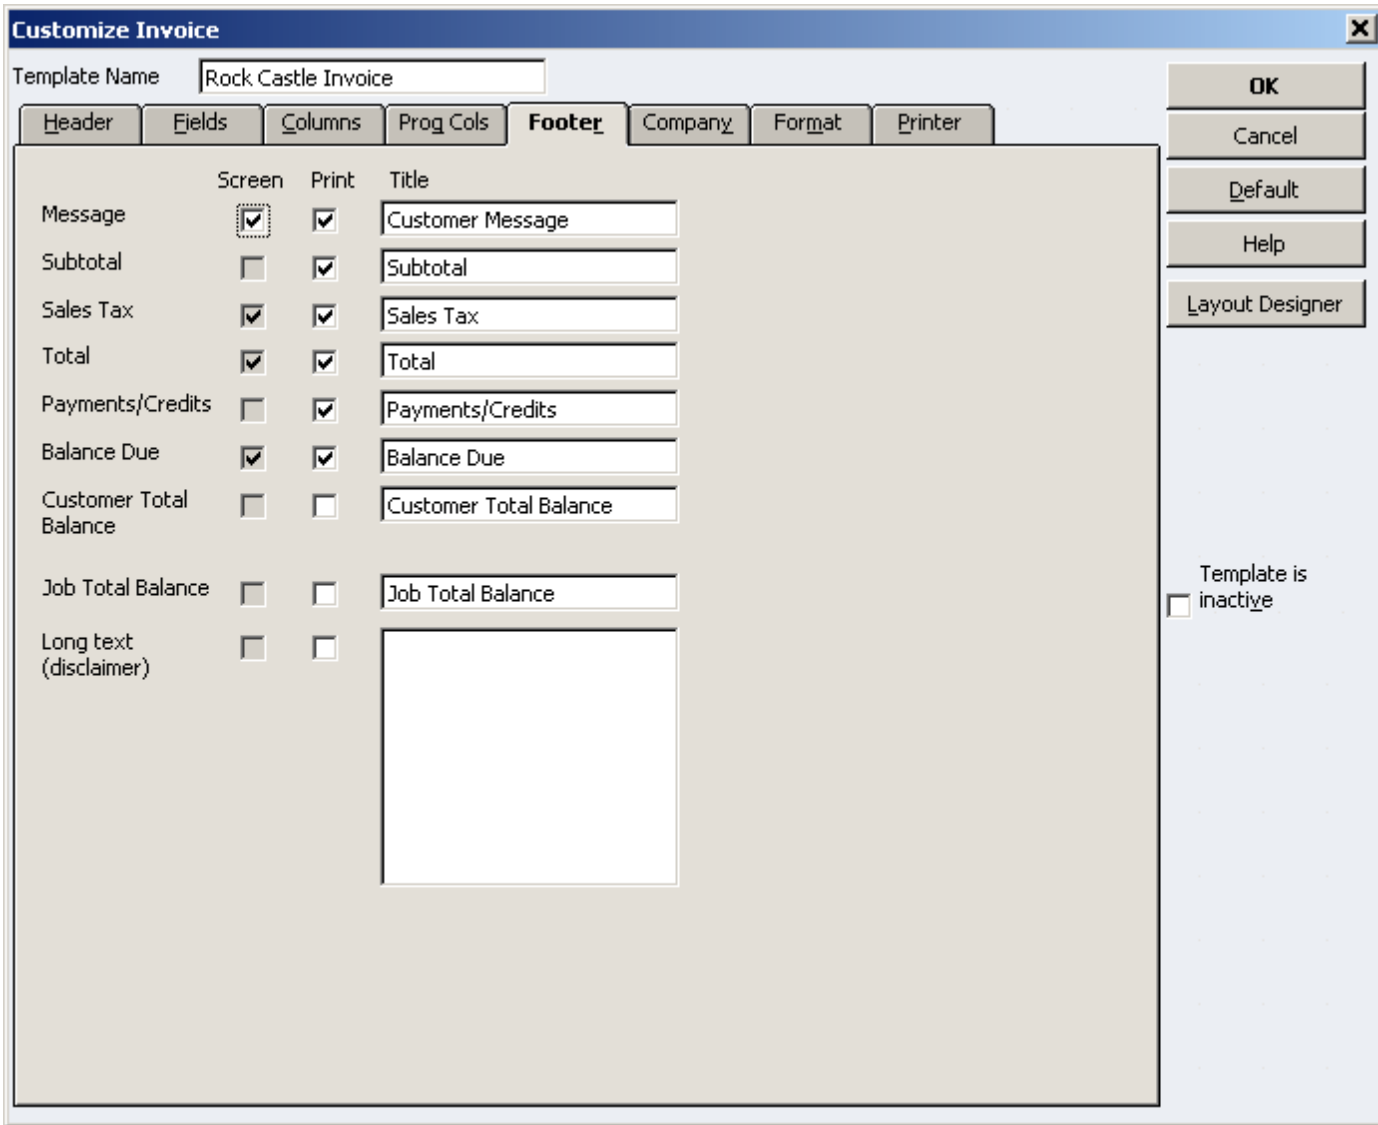 Customize Invoice
Template Name Rock Castle Invoice
OK
Header Fields Columns Prog Cols Footer Company Format Printer
Cancel
Screen Print Title
Default
Message Customer Message
Help
Subtotal Subtotal
Layout Designer
Sales Tax Sales Tax
Total Total
Payments/Credits Payments/Credits
Balance Due Balance Due
Customer Total Customer Total Balance
Balance
Job Total Balance Job Total Balance
Template is
inactive
Long text
(disclaimer)